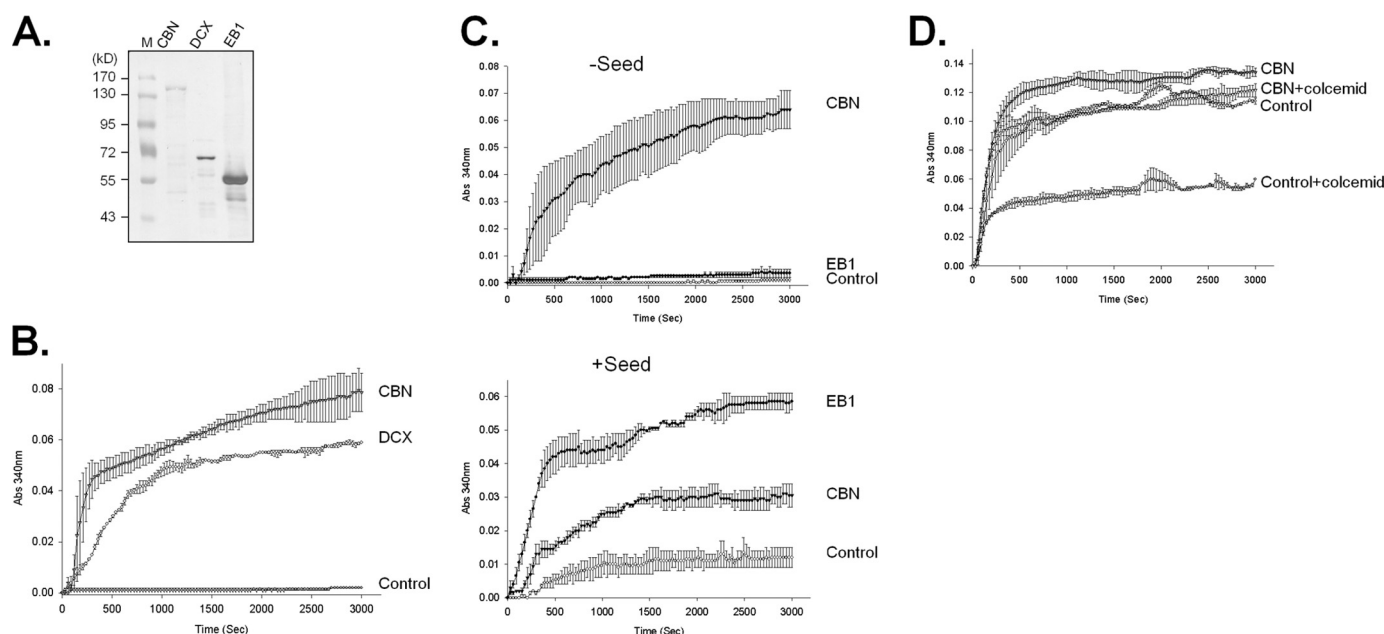 A.
M CBN DCX EB1
(kD)
170
130
95
72
55
43
B.
0.08
0.06
0.04
0.02
0.00
Abs 340nm
0 500 1000 1500 2000 2500 3000
Time (Sec)
CBN
DCX
Control
C.
-Seed
0.08
0.07
0.06
0.05
0.04
0.03
0.02
0.01
0.00
Abs 340nm
0 500 1000 1500 2000 2500 3000
Time (Sec)
CBN
EB1
Control
+Seed
0.06
0.05
0.04
0.03
0.02
0.01
0.00
Abs 340nm
0 500 1000 1500 2000 2500 3000
Time (Sec)
EB1
CBN
Control
D.
0.14
0.12
0.10
0.08
0.06
0.04
0.02
0.00
Abs 340nm
0 500 1000 1500 2000 2500 3000
Time (Sec)
CBN
CBN+colcemid
Control
Control+colcemid